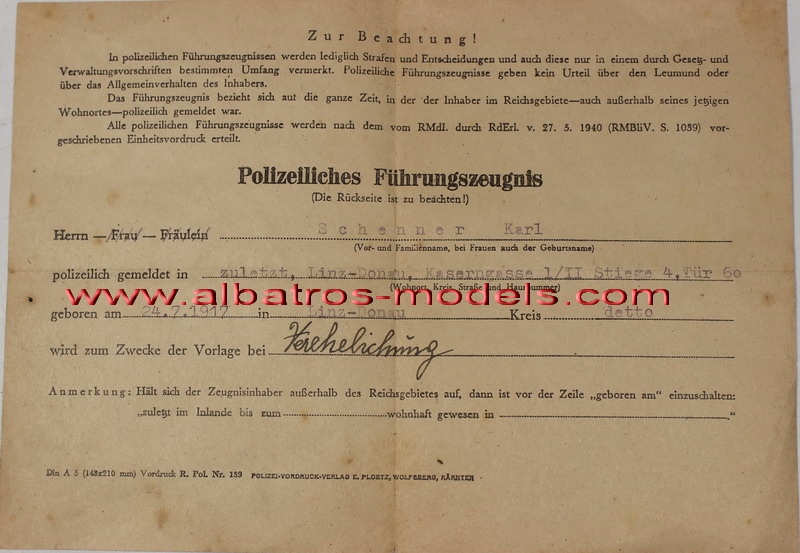 Zur Beachtung!
In polizeilichen Führungszeugnissen werden lediglich Strafen und Entscheidungen und auch diese nur in einem durch Gesetz- und
Verwaltungsvorschriften bestimmten Umfang vermerkt. Polizeiliche Führungszeugnisse geben kein Urteil über den Leumund oder
über das Allgemeinverhalten des Inhabers.
Das Führungszeugnis bezieht sich auf die ganze Zeit, in der der Inhaber im Reichsgebiete—auch außerhalb seines jetzigen
Wohnortes—polizeilich gemeldet war.
Alle polizeilichen Führungszeugnisse werden nach dem vom RMdI. durch RdErl. v. 27. 5. 1940 (RMBliV. S. 1039) vor-
geschriebenen Einheitsvordruck erteilt.
Polizeiliches Führungszeugnis
(Die Rückseite ist zu beachten!)
Herrn — Frau — Fräulein Schenner Karl
(Vor- und Familienname, bei Frauen auch der Geburtsname)
polizeilich gemeldet in zuletzt, Linz-Donau, Kaserngasse 1/II Stiege 4, Tür 60
(Wohnort, Kreis, Straße und Hausnummer)
www.albatros-models.com
geboren am 24.7.1917 in Linz-Donau Kreis detto
wird zum Zwecke der Vorlage bei Verehelichung
Anmerkung: Hält sich der Zeugnisinhaber außerhalb des Reichsgebietes auf, dann ist vor der Zeile „geboren am" einzuschalten:
„zuletzt im Inlande bis zum wohnhaft gewesen in "
Din A 5 (148x210 mm) Vordruck R. Pol. Nr. 139 POLIZEI-VORDRUCK-VERLAG E. PLOETZ, WOLFSBERG, KÄRNTEN